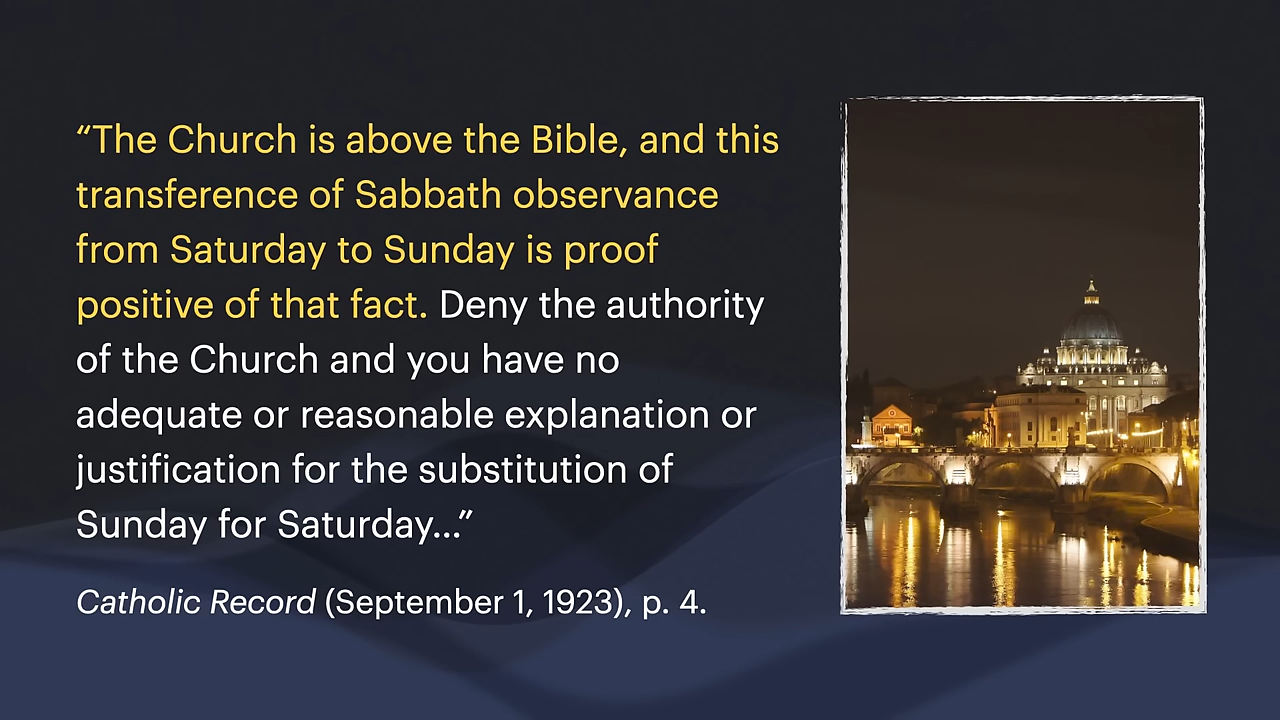 “The Church is above the Bible, and this
transference of Sabbath observance
from Saturday to Sunday is proof
positive of that fact. Deny the authority
of the Church and you have no
adequate or reasonable explanation or
justification for the substitution of
Sunday for Saturday...”
Catholic Record (September 1, 1923), p. 4.